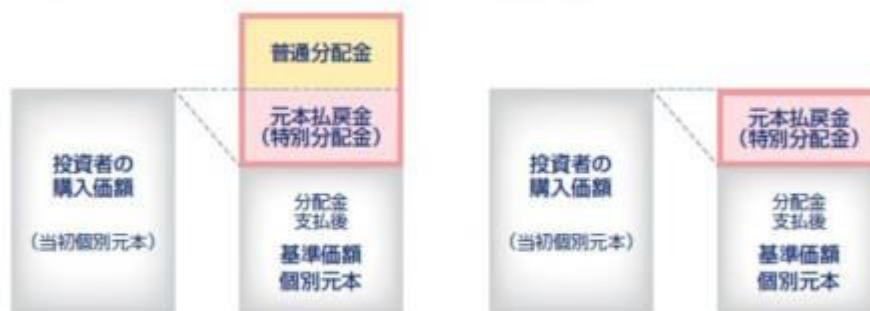 投資者の
購入価額
(当初個別元本)
普通分配金
元本払戻金
(特別分配金)
分配金
支払後
基準価額
個別元本
投資者の
購入価額
(当初個別元本)
元本払戻金
(特別分配金)
分配金
支払後
基準価額
個別元本